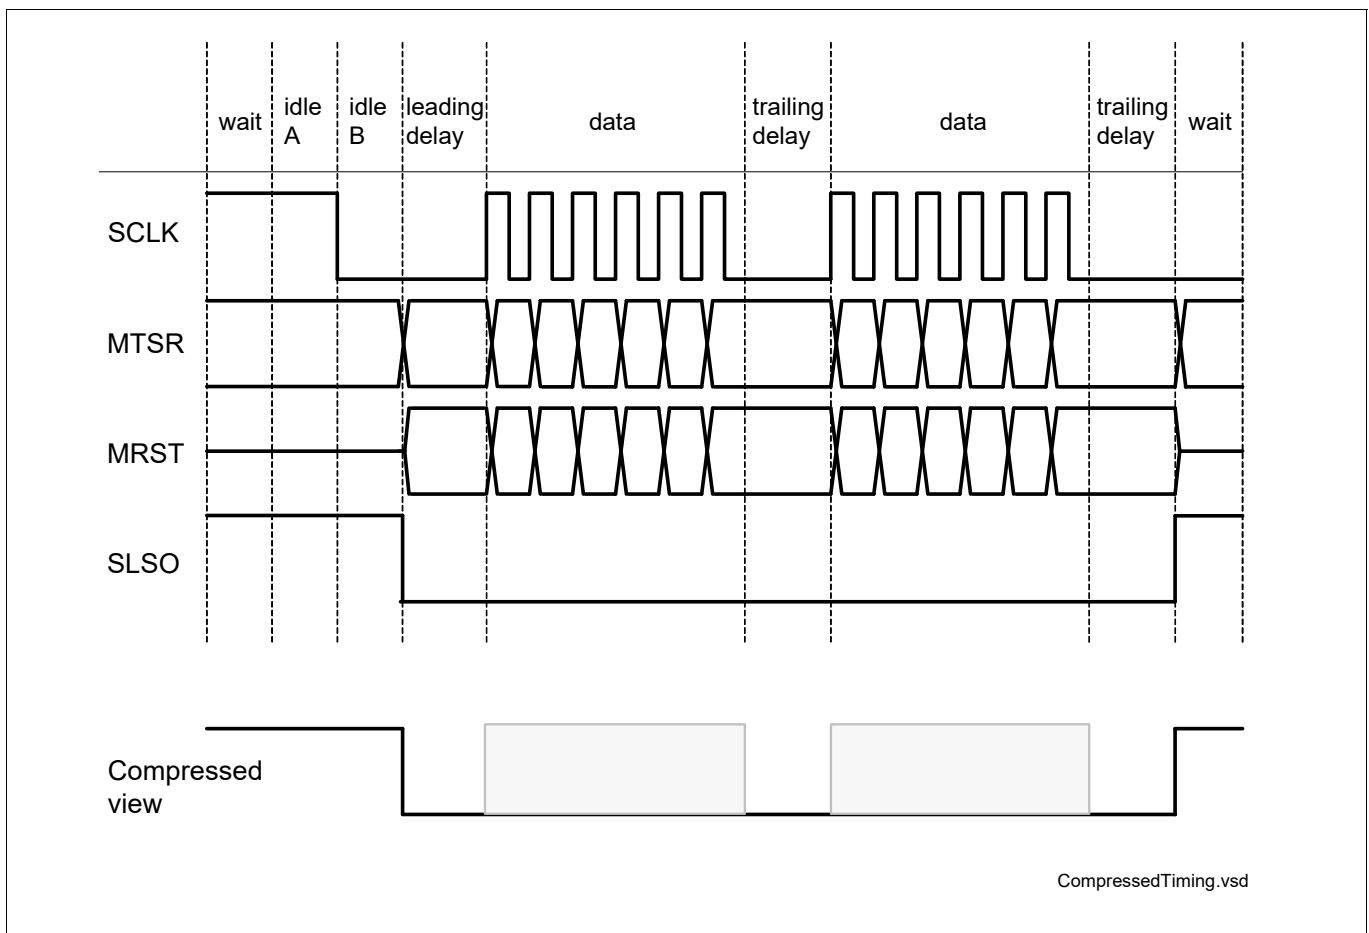 wait
idle
A
idle
B
leading
delay
data
trailing
delay
data
trailing
delay
wait
SCLK
MTSR
MRST
SLSO
Compressed
view
CompressedTiming.vsd